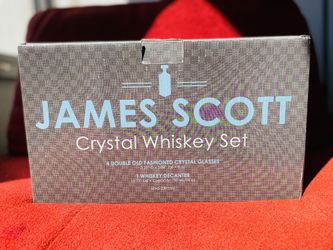 JAMES SCOTT
Crystal Whiskey Set
4 DOUBLE OLD FASHIONED CRYSTAL GLASSES
1 WHISKEY DECANTER